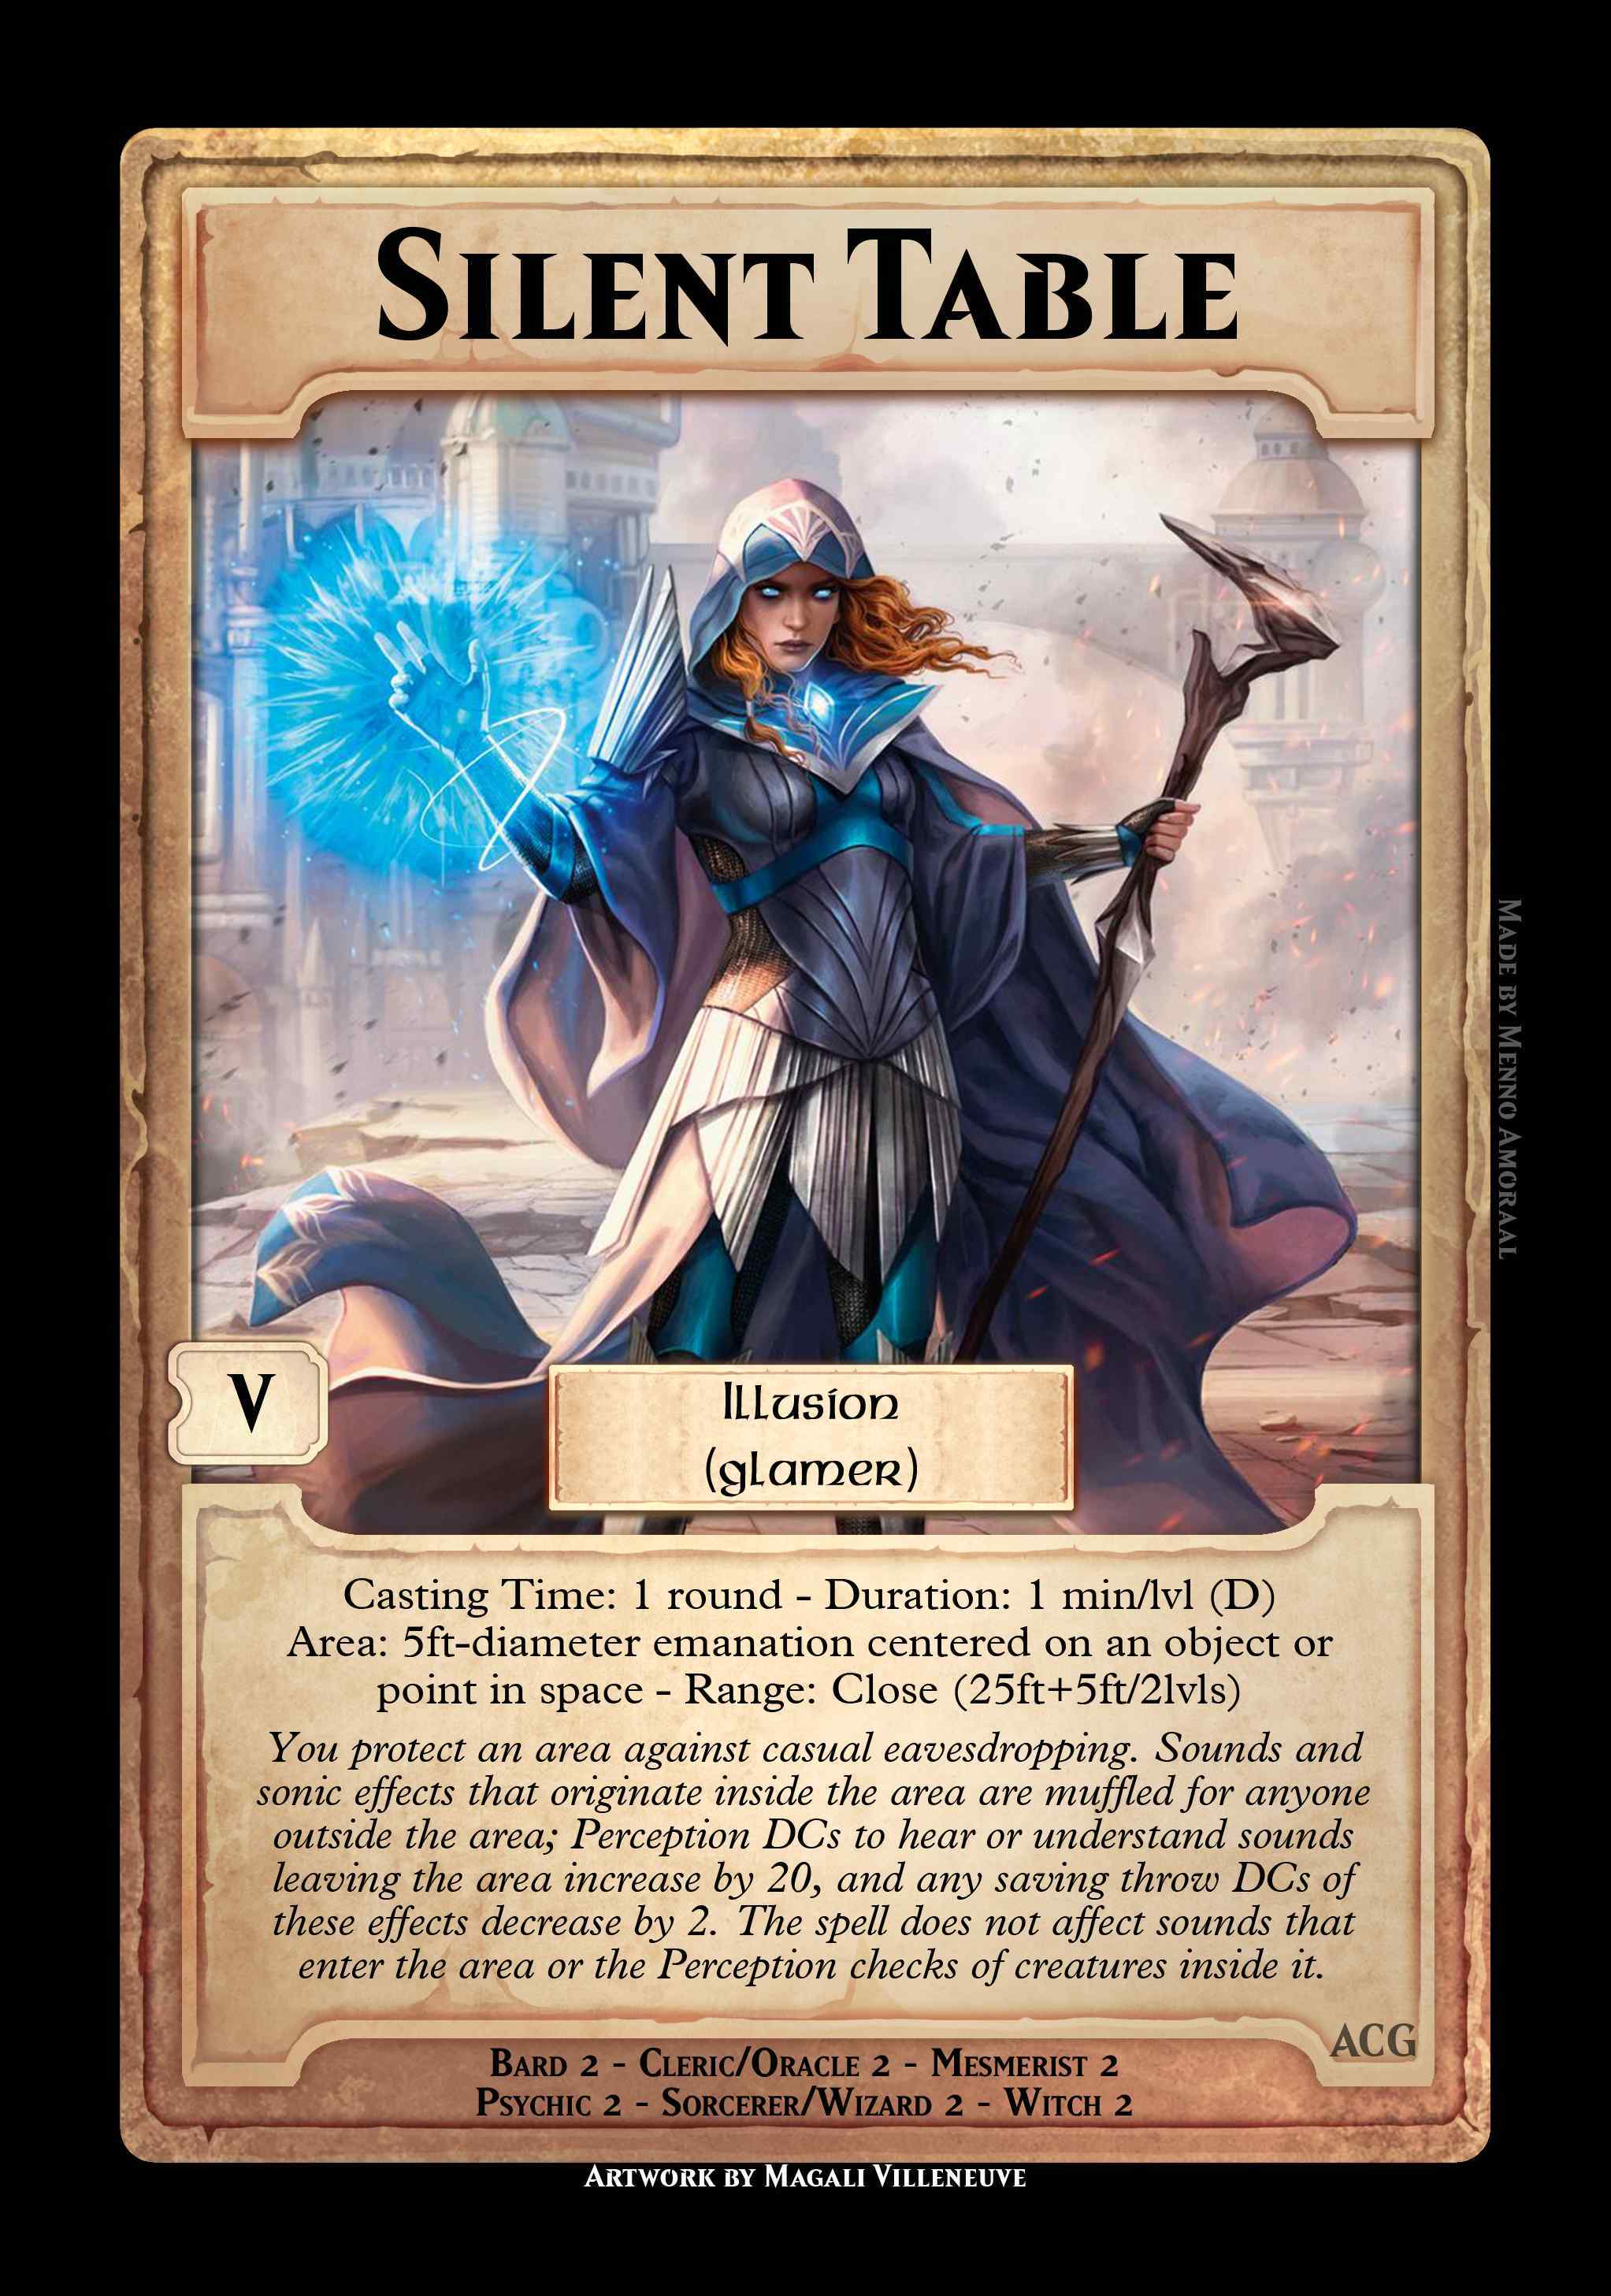 Silent Table
V
Illusion
(glamer)
Casting Time: 1 round - Duration: 1 min/lvl (D)
Area: 5ft-diameter emanation centered on an object or
point in space - Range: Close (25ft+5ft/2lvls)
You protect an area against casual eavesdropping. Sounds and
sonic effects that originate inside the area are muffled for anyone
outside the area; Perception DCs to hear or understand sounds
leaving the area increase by 20, and any saving throw DCs of
these effects decrease by 2. The spell does not affect sounds that
enter the area or the Perception checks of creatures inside it.
ACG
Bard 2 - Cleric/Oracle 2 - Mesmerist 2
Psychic 2 - Sorcerer/Wizard 2 - Witch 2
Artwork by Magali Villeneuve
Made by Menno Amoraal